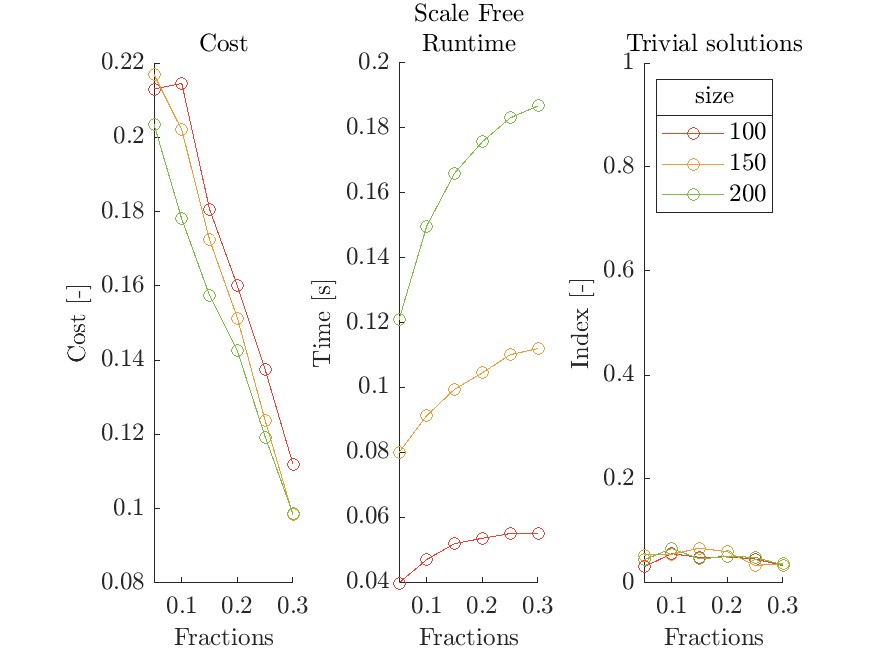 Scale Free
Cost
Runtime
Trivial solutions
0.22
0.2
0.18
0.16
0.14
0.12
0.1
0.08
Cost [-]
0.1 0.2 0.3
Fractions
0.2
0.18
0.16
0.14
0.12
0.1
0.08
0.06
0.04
Time [s]
0.1 0.2 0.3
Fractions
1
0.8
0.6
0.4
0.2
0
Index [-]
0.1 0.2 0.3
Fractions
size
100
150
200